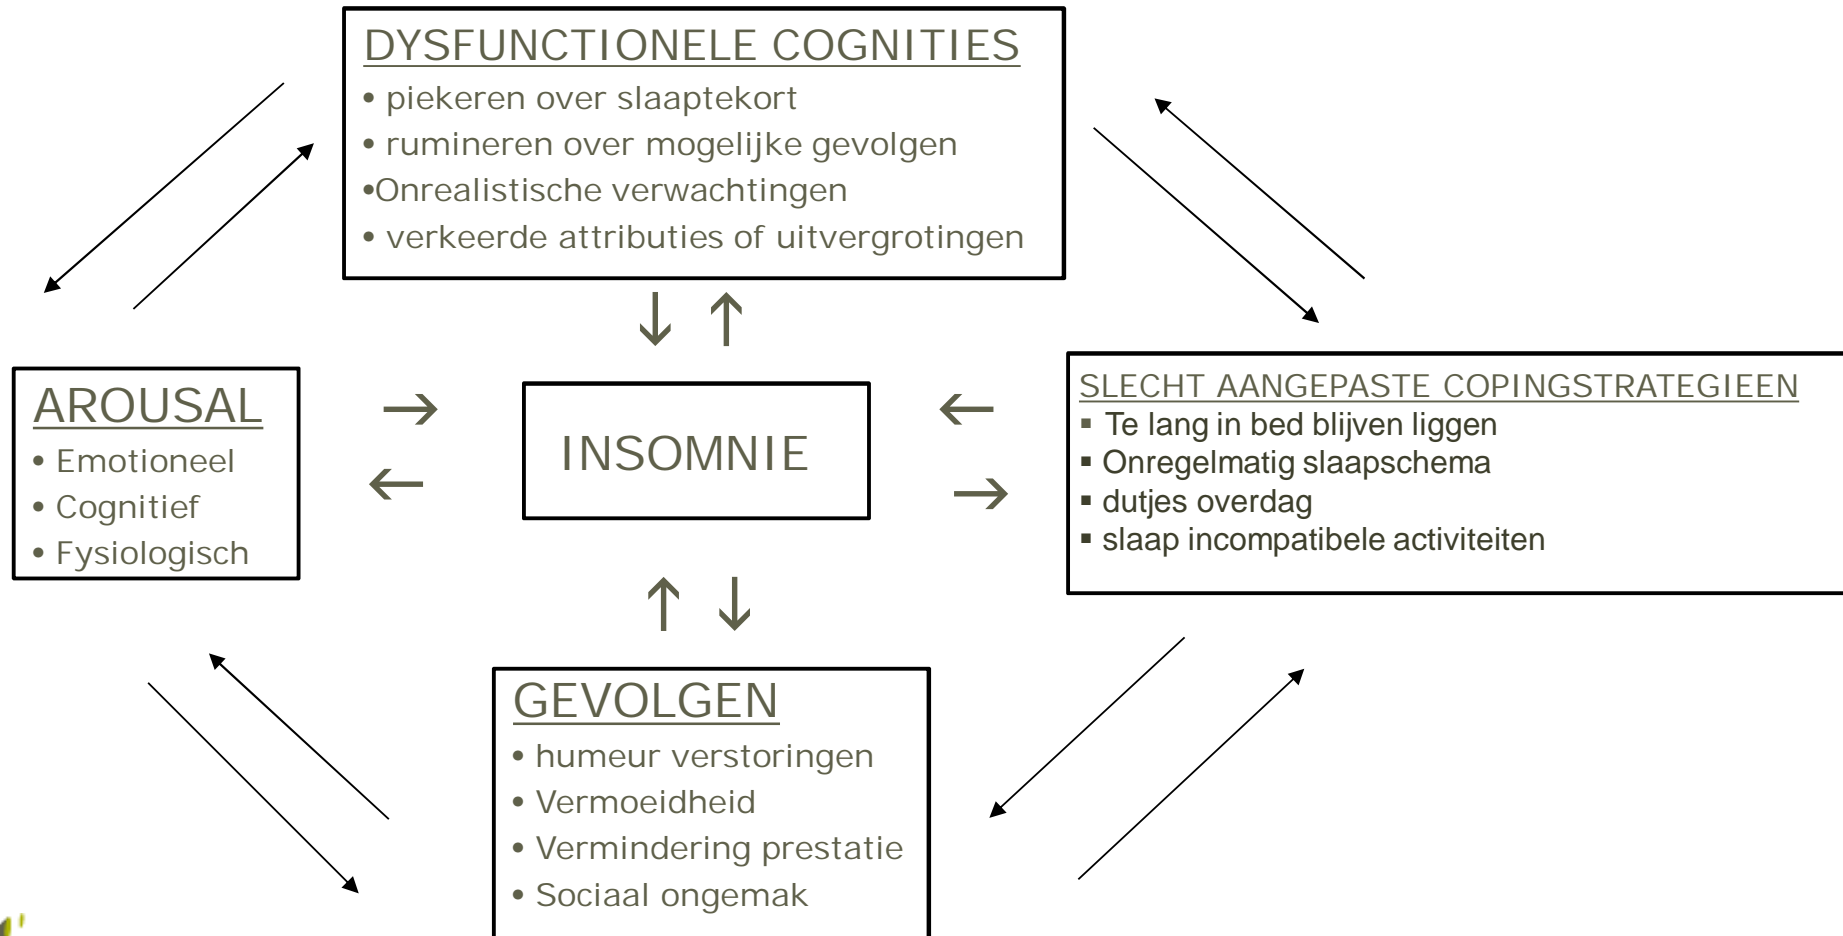 DYSFUNCTIONELE COGNITIES
• piekeren over slaaptekort
• rumineren over mogelijke gevolgen
•Onrealistische verwachtingen
• verkeerde attributies of uitvergrotingen
↓ ↑
AROUSAL
• Emotioneel
• Cognitief
• Fysiologisch
→
←
INSOMNIE
←
→
SLECHT AANGEPASTE COPINGSTRATEGIEEN
▪ Te lang in bed blijven liggen
▪ Onregelmatig slaapschema
▪ dutjes overdag
▪ slaap incompatibele activiteiten
↑ ↓
GEVOLGEN
• humeur verstoringen
• Vermoeidheid
• Vermindering prestatie
• Sociaal ongemak